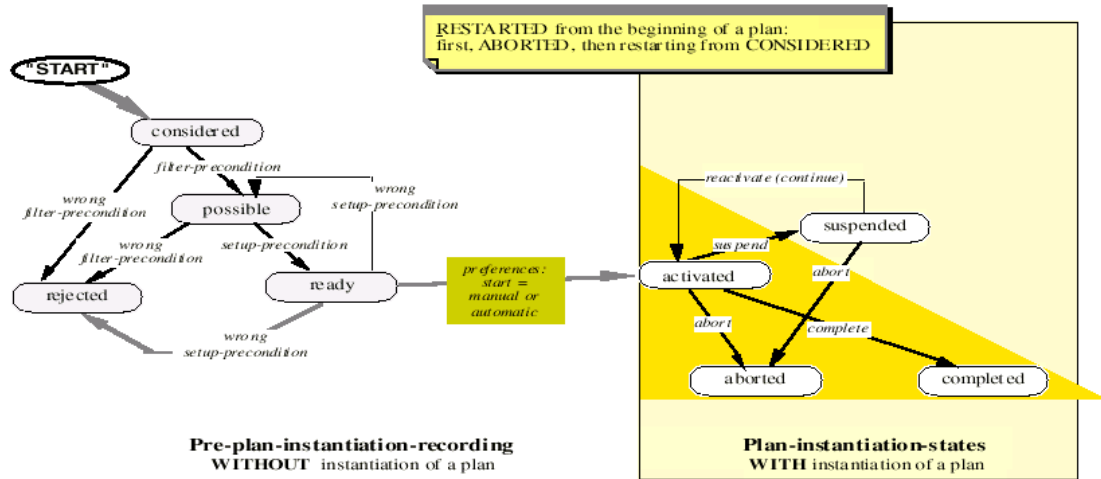 RESTARTED from the beginning of a plan:
first, ABORTED, then restarting from CONSIDERED
"START"
considered
filter-precondition
wrong
filter-precondition
wrong
setup-precondition
possible
wrong
filter-precondition
setup-precondition
rejected
ready
wrong
setup-precondition
preferences:
start =
manual or
automatic
reactivate (continue)
suspended
suspend
activated
abort
abort
complete
aborted
completed
Pre-plan-instantiation-recording
WITHOUT instantiation of a plan
Plan-instantiation-states
WITH instantiation of a plan